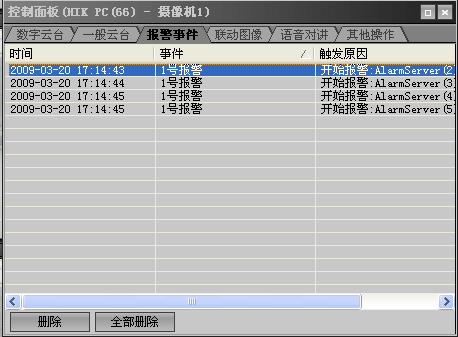 控制面板(HIK PC(66) - 摄像机1)
数字云台 一般云台 报警事件 联动图像 语音对讲 其他操作
时间 事件 触发原因
2009-03-20 17:14:43 1号报警 开始报警:AlarmServer(2
2009-03-20 17:14:44 1号报警 开始报警:AlarmServer(3
2009-03-20 17:14:45 1号报警 开始报警:AlarmServer(4
2009-03-20 17:14:45 1号报警 开始报警:AlarmServer(5
删除 全部删除